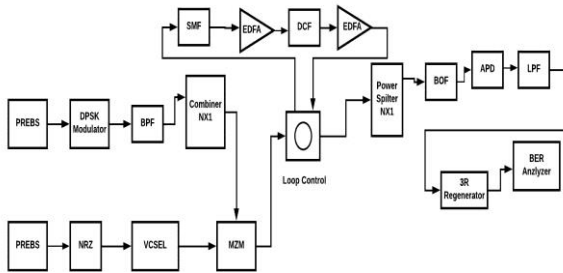 SMF
EDFA
DCF
EDFA
PREBS
DPSK
Modulator
BPF
Combiner
NX1
Loop Control
Power
Spilter
NX1
BOF
APD
LPF
3R
Regenerator
BER
Anzlyzer
PREBS
NRZ
VCSEL
MZM